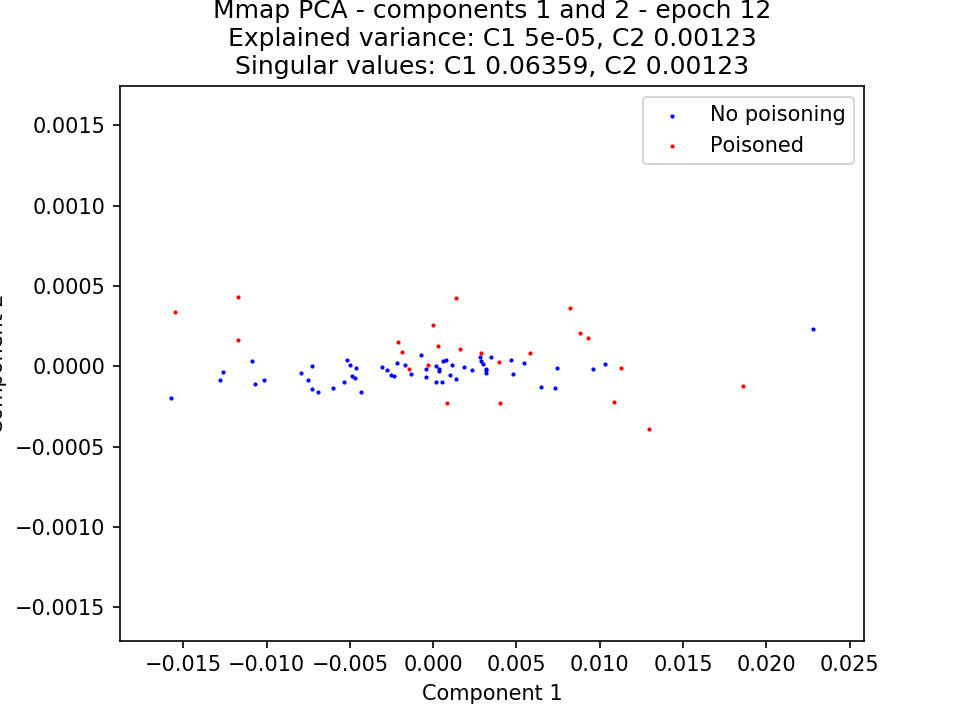 Mmap PCA - components 1 and 2 - epoch 12
Explained variance: C1 5e-05, C2 0.00123
Singular values: C1 0.06359, C2 0.00123
No poisoning
Poisoned
0.0015
0.0010
0.0005
0.0000
−0.0005
−0.0010
−0.0015
−0.015 −0.010 −0.005 0.000 0.005 0.010 0.015 0.020 0.025
Component 1